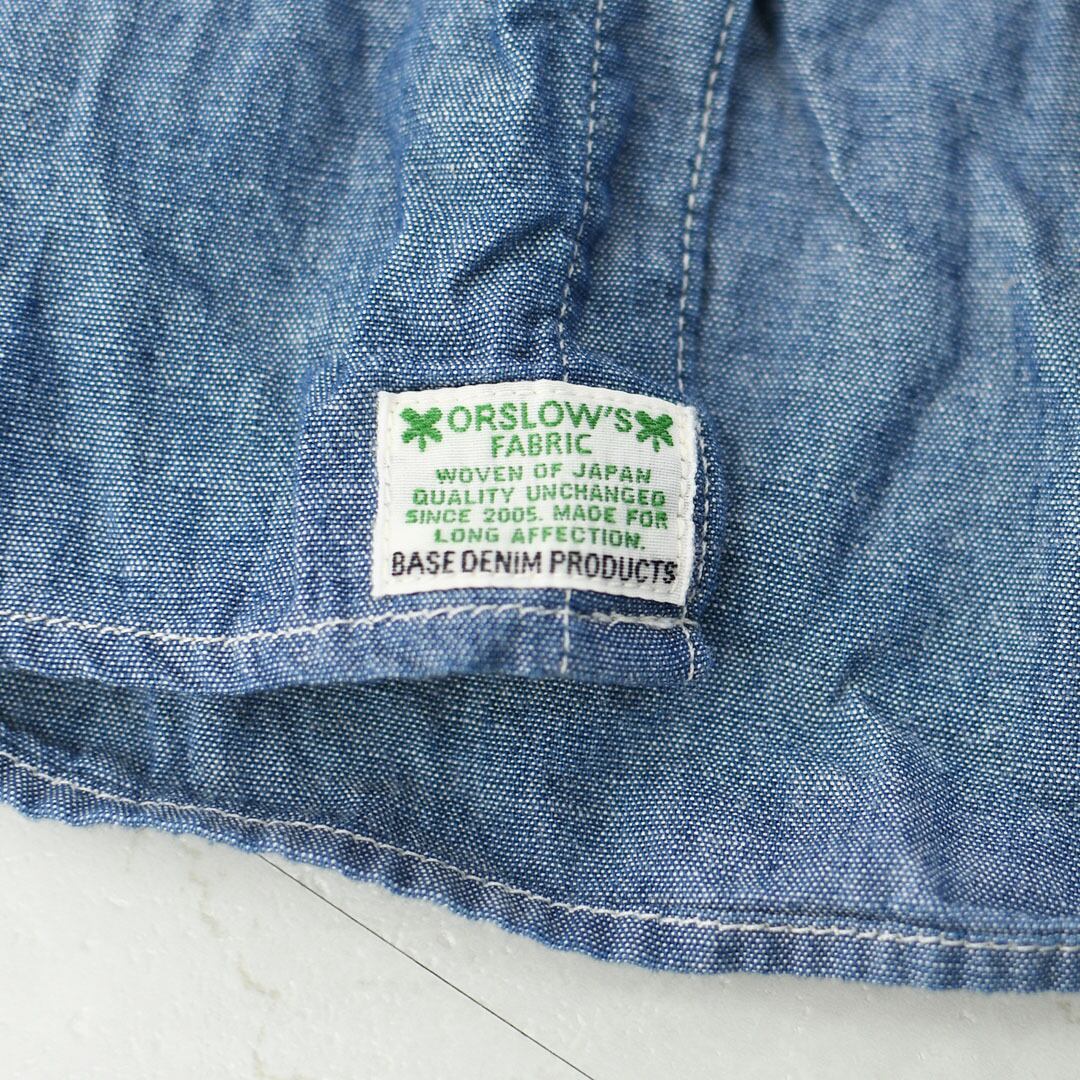 ORSLOW'S
FABRIC
WOVEN OF JAPAN
QUALITY UNCHANGED
SINCE 2005. MADE FOR
LONG AFFECTION.
BASE DENIM PRODUCTS